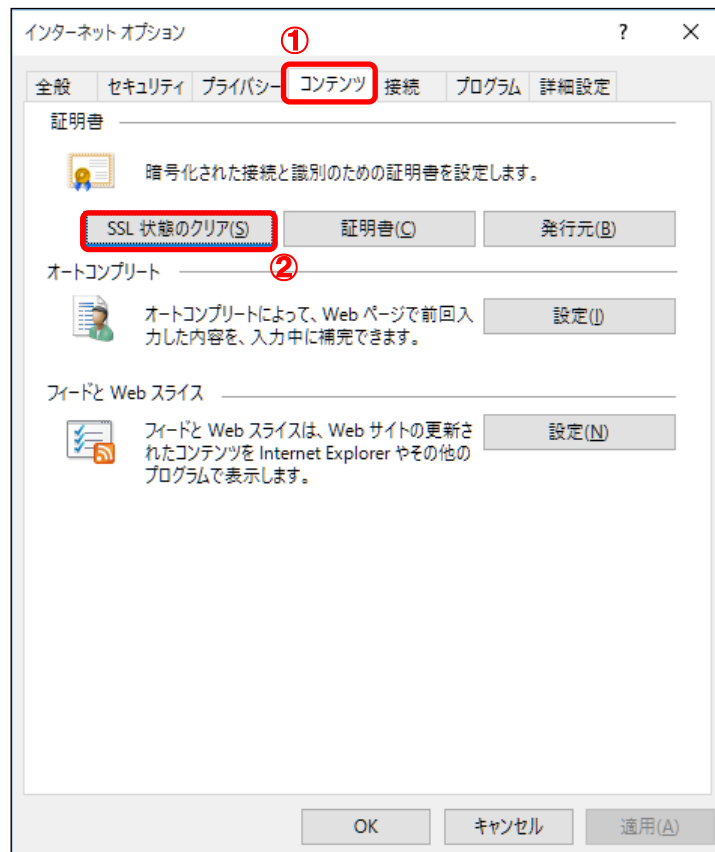 インターネット オプション
?
×
①
全般
セキュリティ
プライバシー
コンテンツ
接続
プログラム
詳細設定
証明書
暗号化された接続と識別のための証明書を設定します。
SSL 状態のクリア(S)
証明書(C)
発行元(B)
②
オートコンプリート
オートコンプリートによって、Web ページで前回入
力した内容を、入力中に補完できます。
設定(I)
フィードと Web スライス
フィードと Web スライスは、Web サイトの更新さ
れたコンテンツを Internet Explorer やその他の
プログラムで表示します。
設定(N)
OK
キャンセル
適用(A)